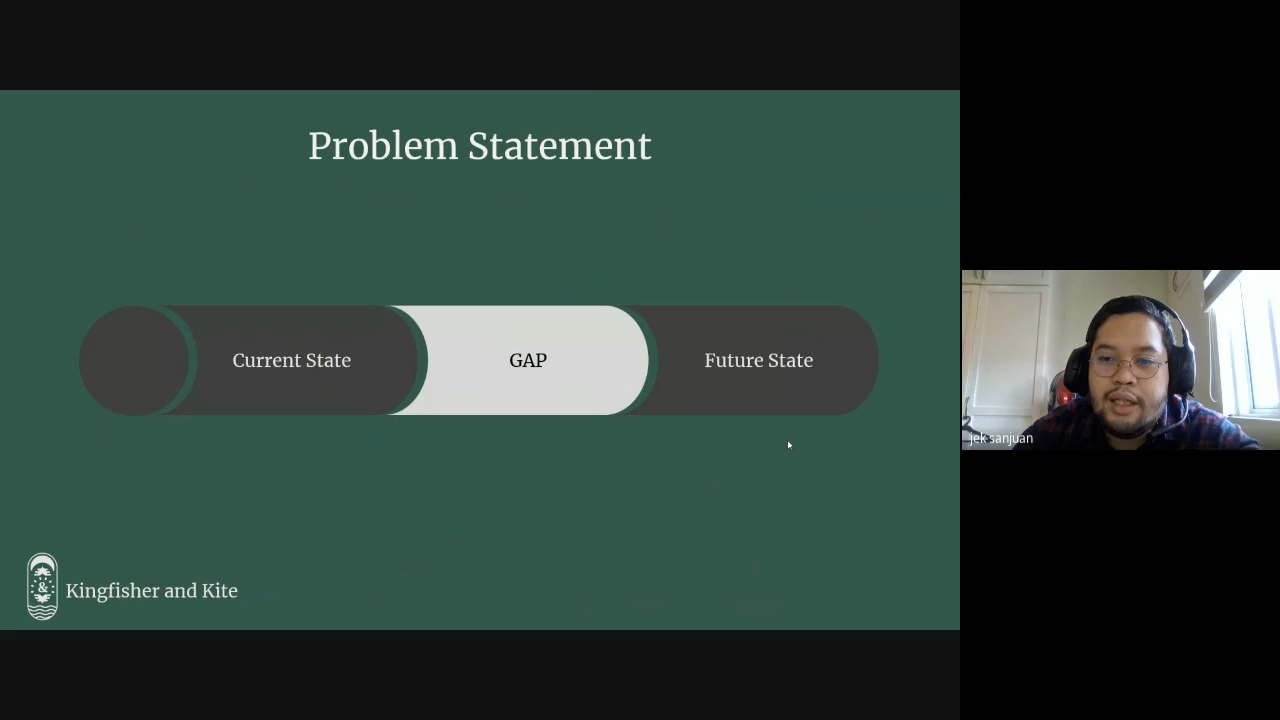 Problem Statement
Current State
GAP
Future State
jek sanjuan
&
Kingfisher and Kite